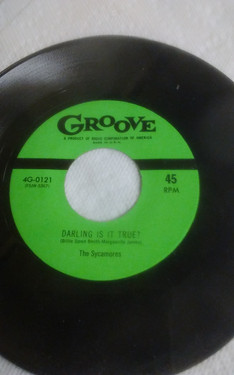 GROOVE
A PRODUCT OF RADIO CORPORATION OF AMERICA
4G-0121
45
RPM
DARLING IS IT TRUE?
The Sycamores